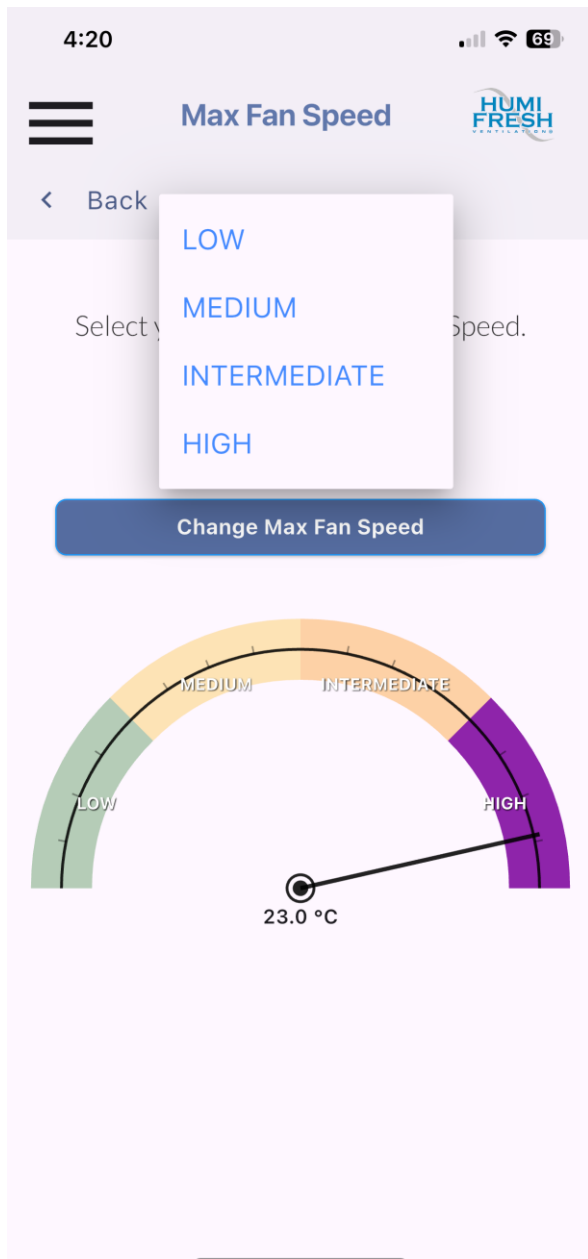 4:20
69
Max Fan Speed
HUMI
FRESH
VENTILATIONS
Back
LOW
MEDIUM
INTERMEDIATE
HIGH
Select
Speed.
Change Max Fan Speed
MEDIUM
INTERMEDIATE
LOW
HIGH
23.0 °C